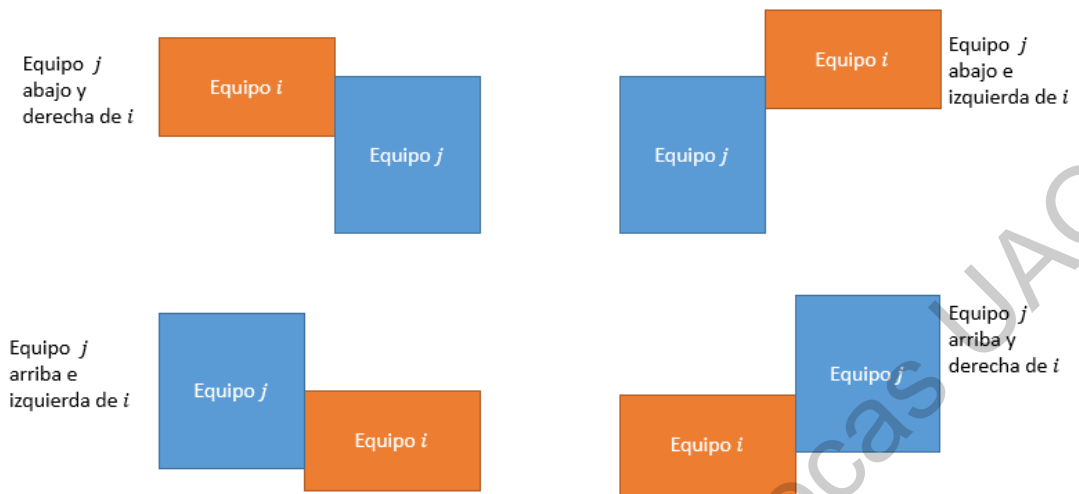 Equipo j
abajo y
derecha de i
Equipo i
Equipo j
Equipo i
Equipo j
Equipo j
abajo e
izquierda de i
Equipo j
arriba e
izquierda de i
Equipo j
Equipo i
Equipo j
Equipo i
Equipo j
arriba y
derecha de i
UAQ